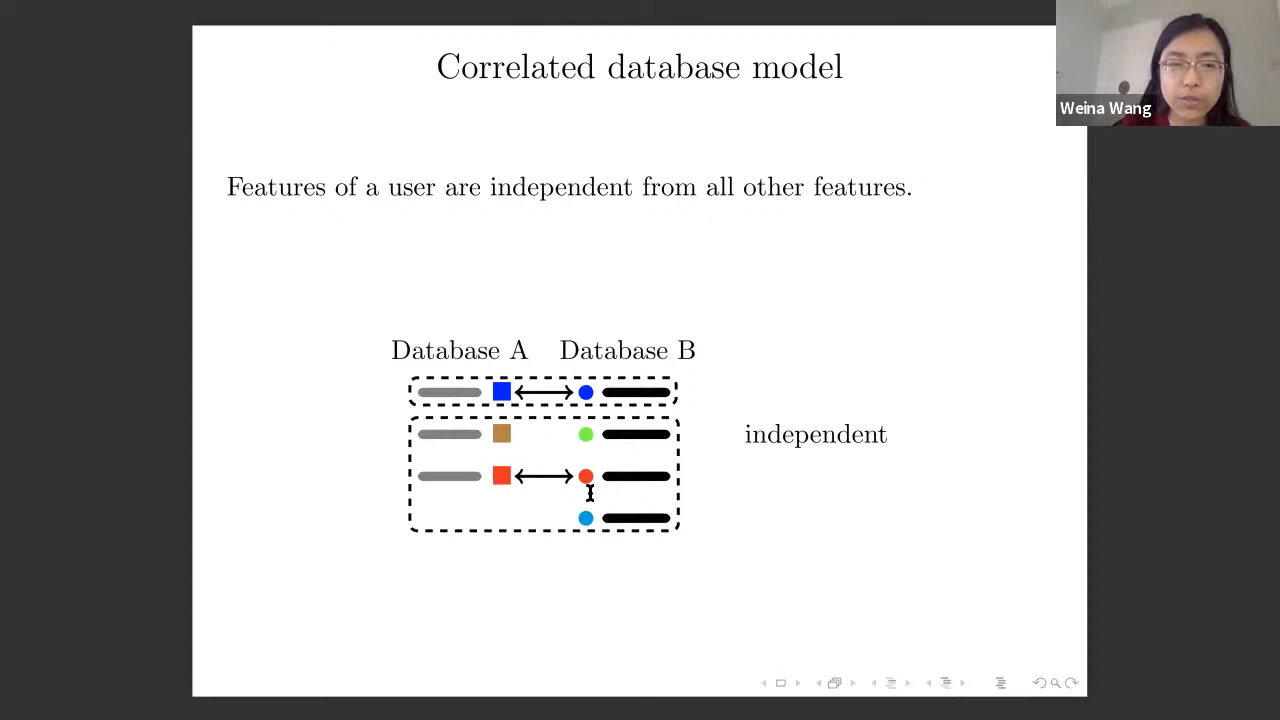 Correlated database model
Weina Wang
Features of a user are independent from all other features.
Database A Database B
independent